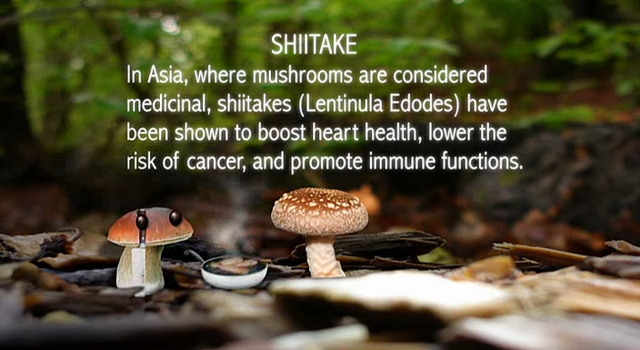 SHIITAKE
In Asia, where mushrooms are considered
medicinal, shiitakes (Lentinula Edodes) have
been shown to boost heart health, lower the
risk of cancer, and promote immune functions.